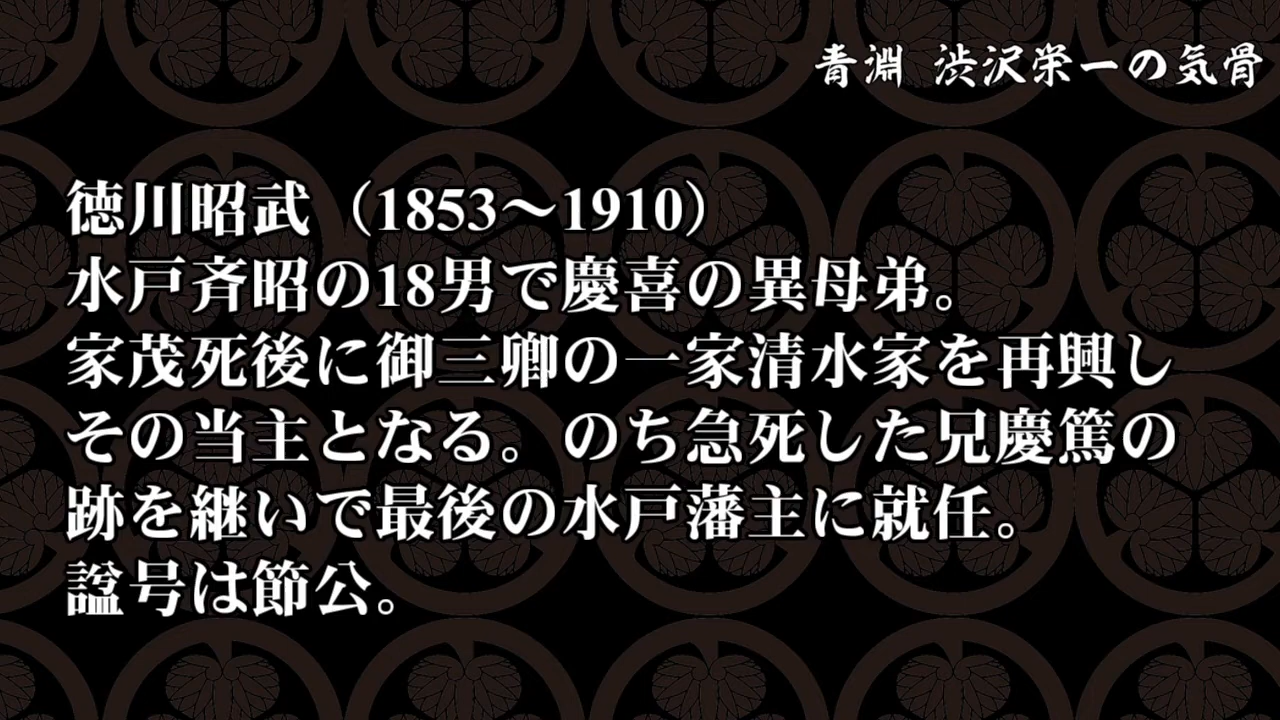 青淵 渋沢栄一の気骨
徳川昭武（1853〜1910）
水戸斉昭の18男で慶喜の異母弟。
家茂死後に御三卿の一家清水家を再興し
その当主となる。のち急死した兄慶篤の
跡を継いで最後の水戸藩主に就任。
諡号は節公。